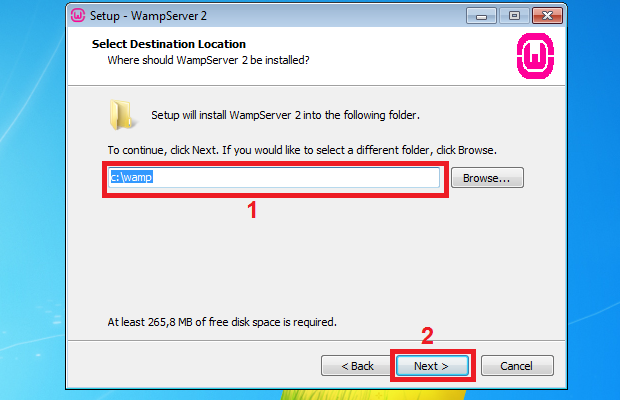 Setup - WampServer 2
Select Destination Location
Where should WampServer 2 be installed?
Setup will install WampServer 2 into the following folder.
To continue, click Next. If you would like to select a different folder, click Browse.
c:\wamp
Browse...
1
At least 265,8 MB of free disk space is required.
2
< Back
Next >
Cancel